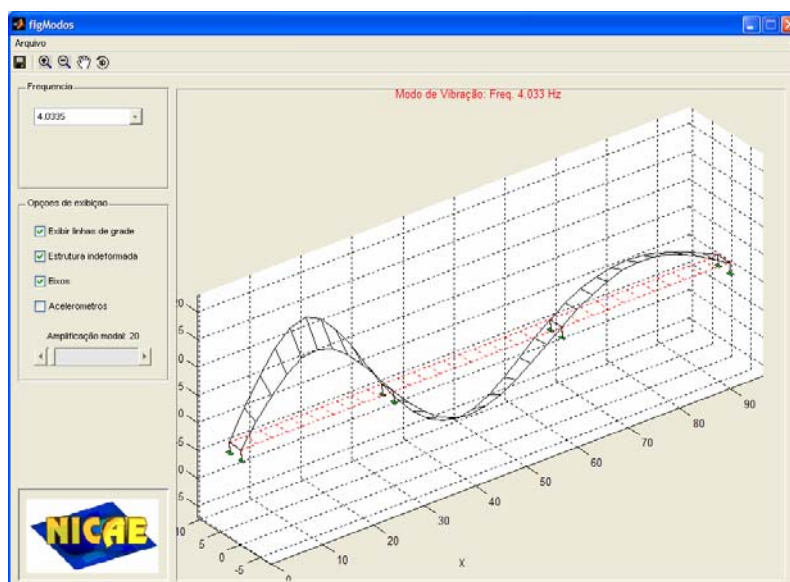 figModos
Arquivo
Frequencia
4.0335
Opções de exibição
Exibir linhas de grade
Estrutura indeformada
Eixos
Acelerometros
Amplificação modal: 20
NICAE
Modo de Vibração: Freq. 4.033 Hz
10
5
0
-5
0
10
20
30
40
50
60
70
80
90
X